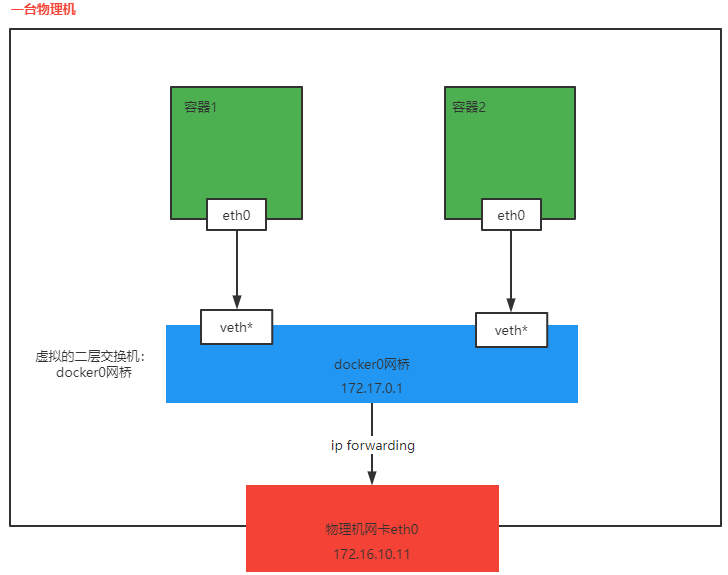 一台物理机
容器1
容器2
eth0
eth0
veth*
veth*
虚拟的二层交换机：
docker0网桥
docker0网桥
172.17.0.1
ip forwarding
物理机网卡eth0
172.16.10.11